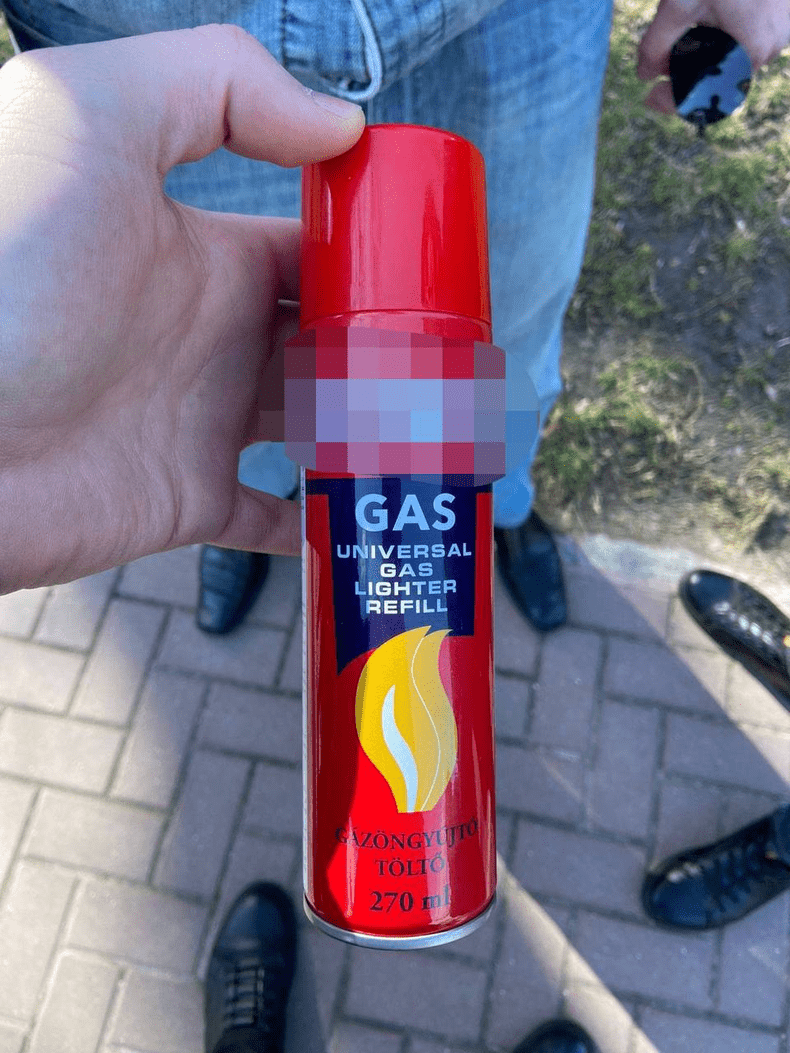 GAS
UNIVERSAL
GAS
LIGHTER
REFILL
GÁZÖNGYÚJTÓ
TÖLTŐ
270 ml